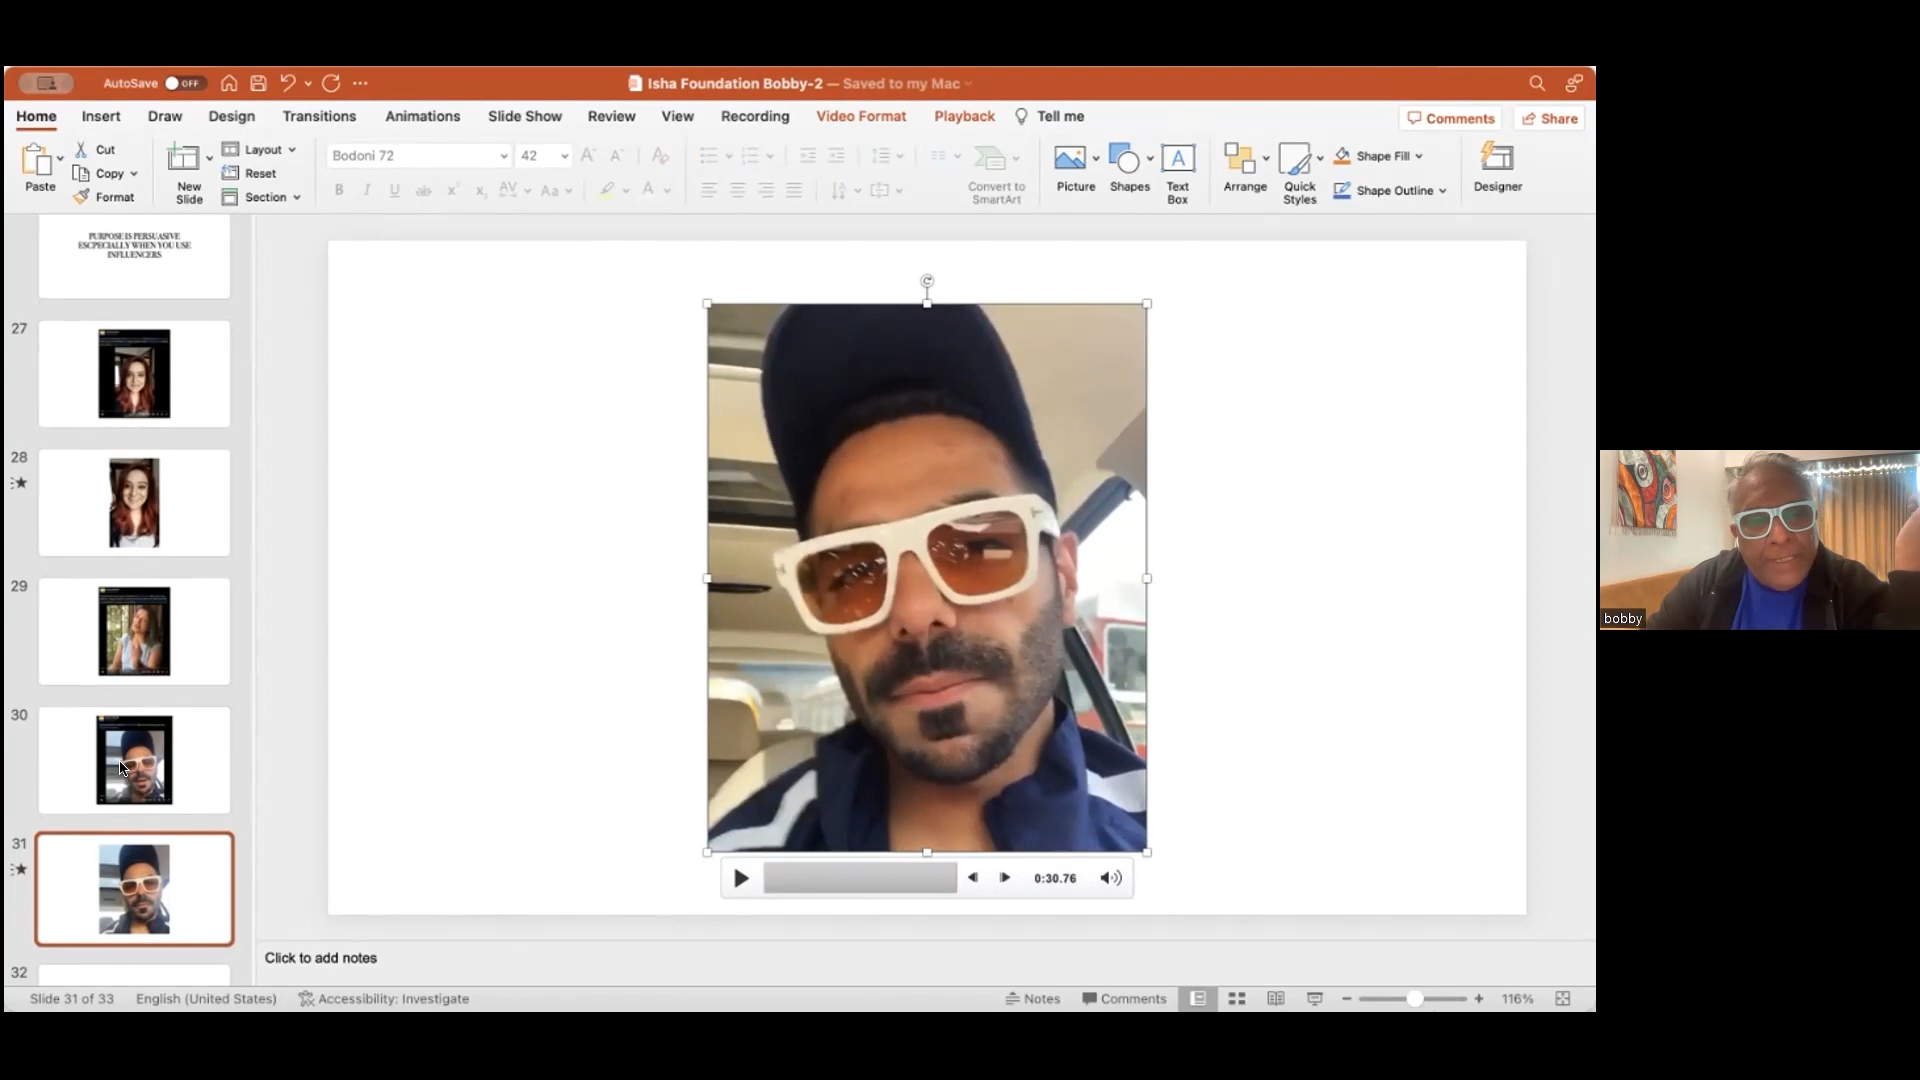 AutoSave OFF
Isha Foundation Bobby-2 — Saved to my Mac
Home Insert Draw Design Transitions Animations Slide Show Review View Recording Video Format Playback Tell me
Comments Share
Paste
Cut
Copy
Format
New
Slide
Layout
Reset
Section
Bodoni 72 42
Convert to
SmartArt
Picture
Shapes
Text
Box
Arrange
Quick
Styles
Shape Fill
Shape Outline
Designer
PURPOSE IS PERSUASIVE
ESCPECIALLY WHEN YOU USE
INFLUENCERS
27
28
29
30
31
32
0:30.76
Click to add notes
Slide 31 of 33 English (United States) Accessibility: Investigate
Notes Comments 116%
bobby